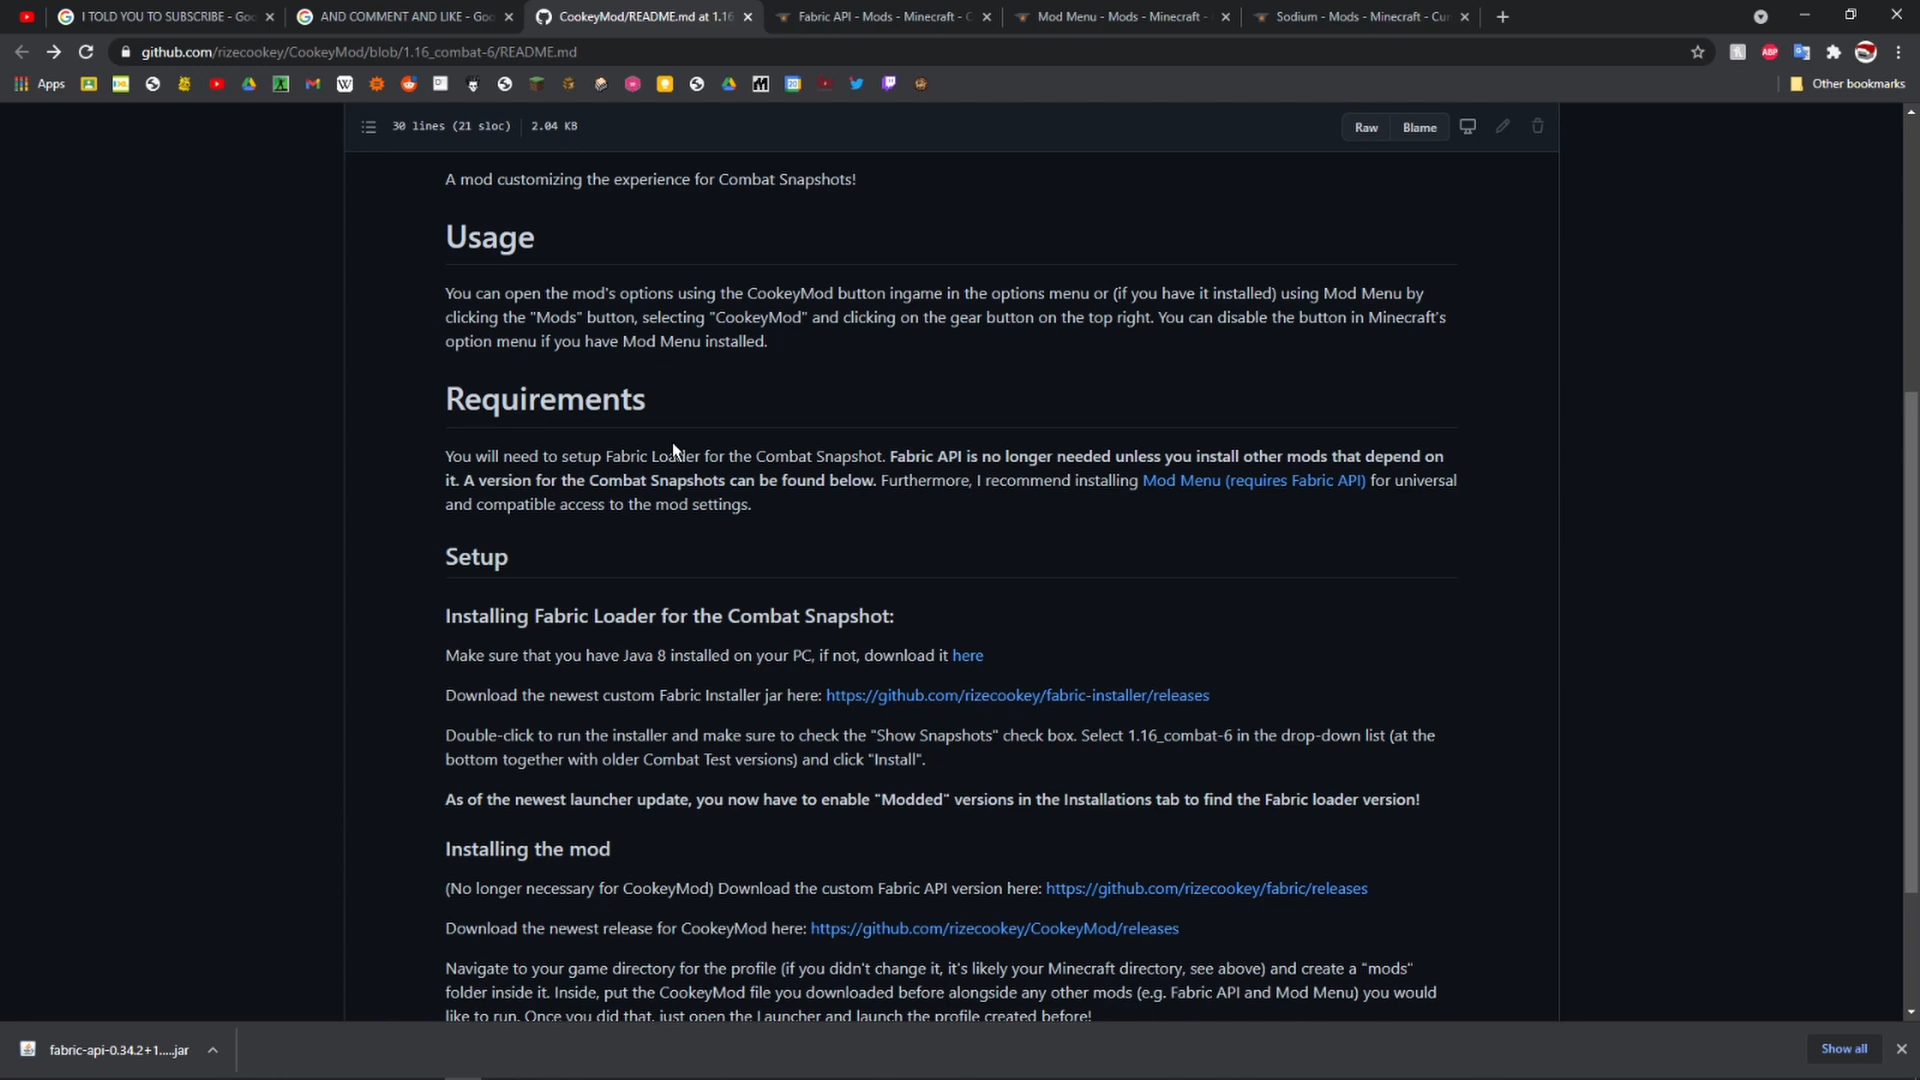 I TOLD YOU TO SUBSCRIBE - Goo
AND COMMENT AND LIKE - Goo
CookeyMod/README.md at 1.16
Fabric API - Mods - Minecraft - C
Mod Menu - Mods - Minecraft -
Sodium - Mods - Minecraft - Cur
github.com/rizecookey/CookeyMod/blob/1.16_combat-6/README.md
Apps
Other bookmarks
30 lines (21 sloc)
2.04 KB
Raw
Blame
A mod customizing the experience for Combat Snapshots!
Usage
You can open the mod's options using the CookeyMod button ingame in the options menu or (if you have it installed) using Mod Menu by
clicking the "Mods" button, selecting "CookeyMod" and clicking on the gear button on the top right. You can disable the button in Minecraft's
option menu if you have Mod Menu installed.
Requirements
You will need to setup Fabric Loader for the Combat Snapshot. Fabric API is no longer needed unless you install other mods that depend on
it. A version for the Combat Snapshots can be found below. Furthermore, I recommend installing Mod Menu (requires Fabric API) for universal
and compatible access to the mod settings.
Setup
Installing Fabric Loader for the Combat Snapshot:
Make sure that you have Java 8 installed on your PC, if not, download it here
Download the newest custom Fabric Installer jar here: https://github.com/rizecookey/fabric-installer/releases
Double-click to run the installer and make sure to check the "Show Snapshots" check box. Select 1.16_combat-6 in the drop-down list (at the
bottom together with older Combat Test versions) and click "Install".
As of the newest launcher update, you now have to enable "Modded" versions in the Installations tab to find the Fabric loader version!
Installing the mod
(No longer necessary for CookeyMod) Download the custom Fabric API version here: https://github.com/rizecookey/fabric/releases
Download the newest release for CookeyMod here: https://github.com/rizecookey/CookeyMod/releases
Navigate to your game directory for the profile (if you didn't change it, it's likely your Minecraft directory, see above) and create a "mods"
folder inside it. Inside, put the CookeyMod file you downloaded before alongside any other mods (e.g. Fabric API and Mod Menu) you would
like to run. Once you did that, just open the Launcher and launch the profile created before!
fabric-api-0.34.2+1.....jar
Show all